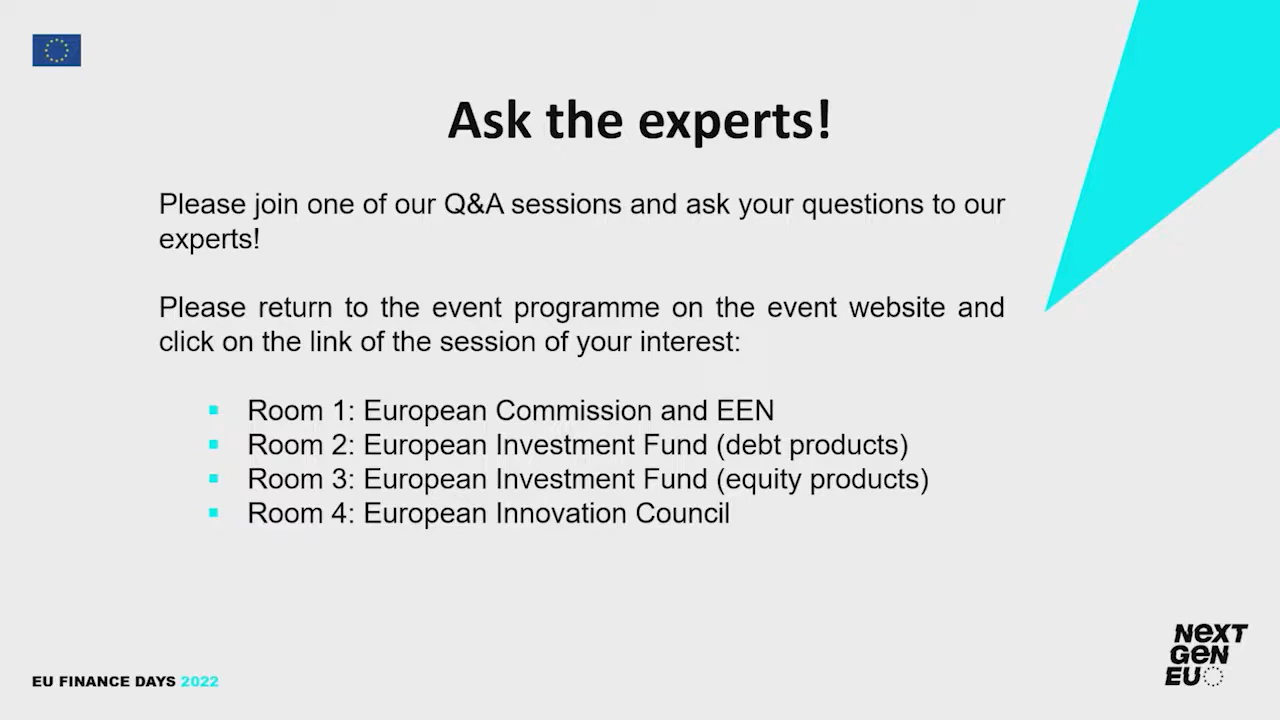 Ask the experts!
Please join one of our Q&A sessions and ask your questions to our
experts!
Please return to the event programme on the event website and
click on the link of the session of your interest:
Room 1: European Commission and EEN
Room 2: European Investment Fund (debt products)
Room 3: European Investment Fund (equity products)
Room 4: European Innovation Council
NexT
Gen
EU
EU FINANCE DAYS 2022